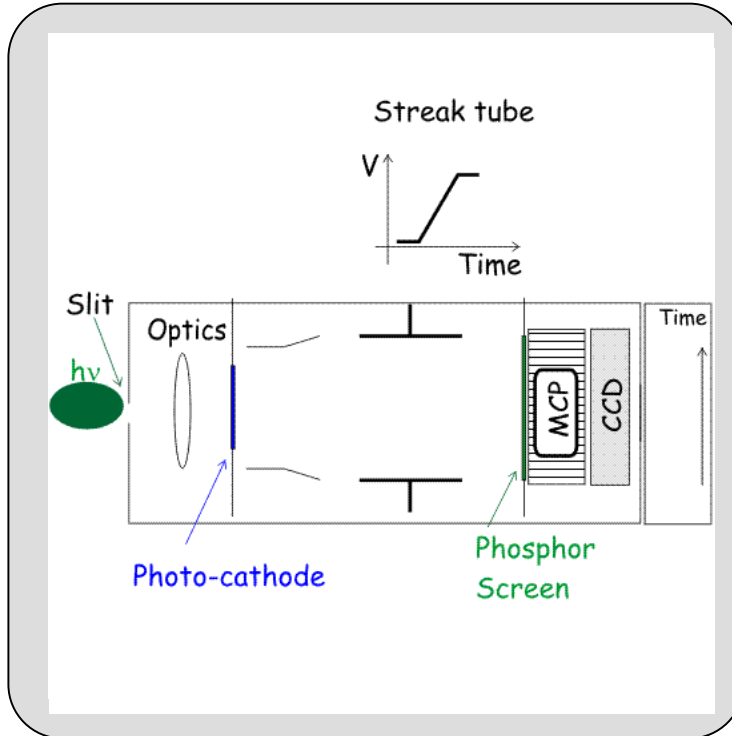 Streak tube
V
Time
Slit
Optics
hν
MCP
CCD
Time
Photo-cathode
Phosphor
Screen